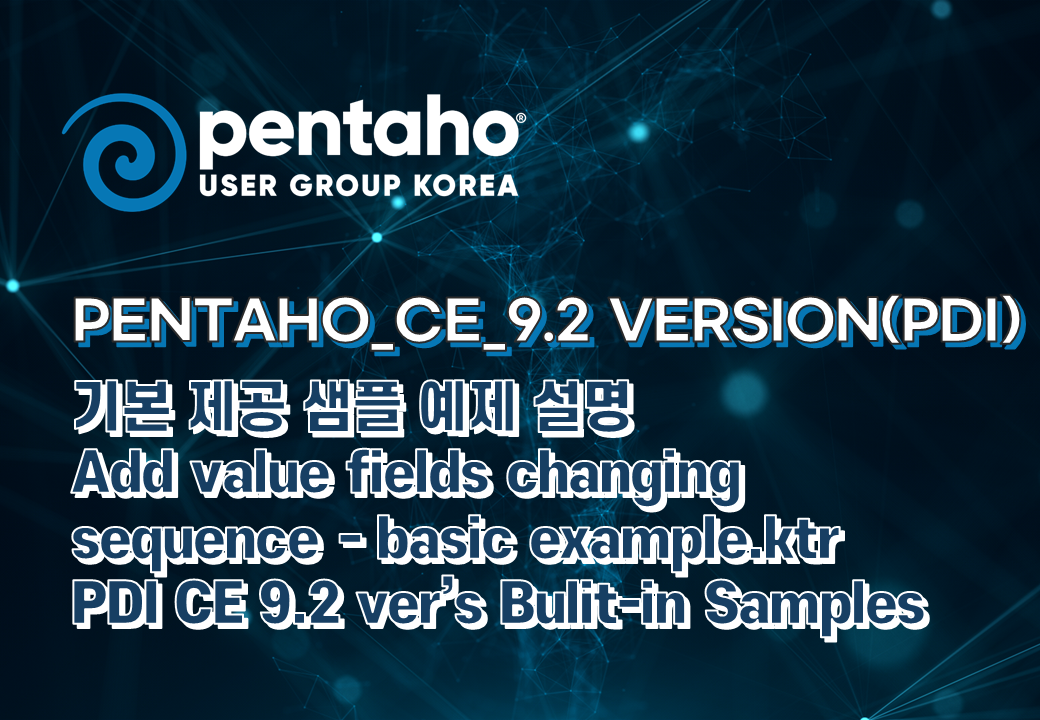 pentaho®
USER GROUP KOREA
PENTAHO_CE_9.2 VERSION(PDI)
기본 제공 샘플 예제 설명
Add value fields changing
sequence - basic example.ktr
PDI CE 9.2 ver's Bulit-in Samples